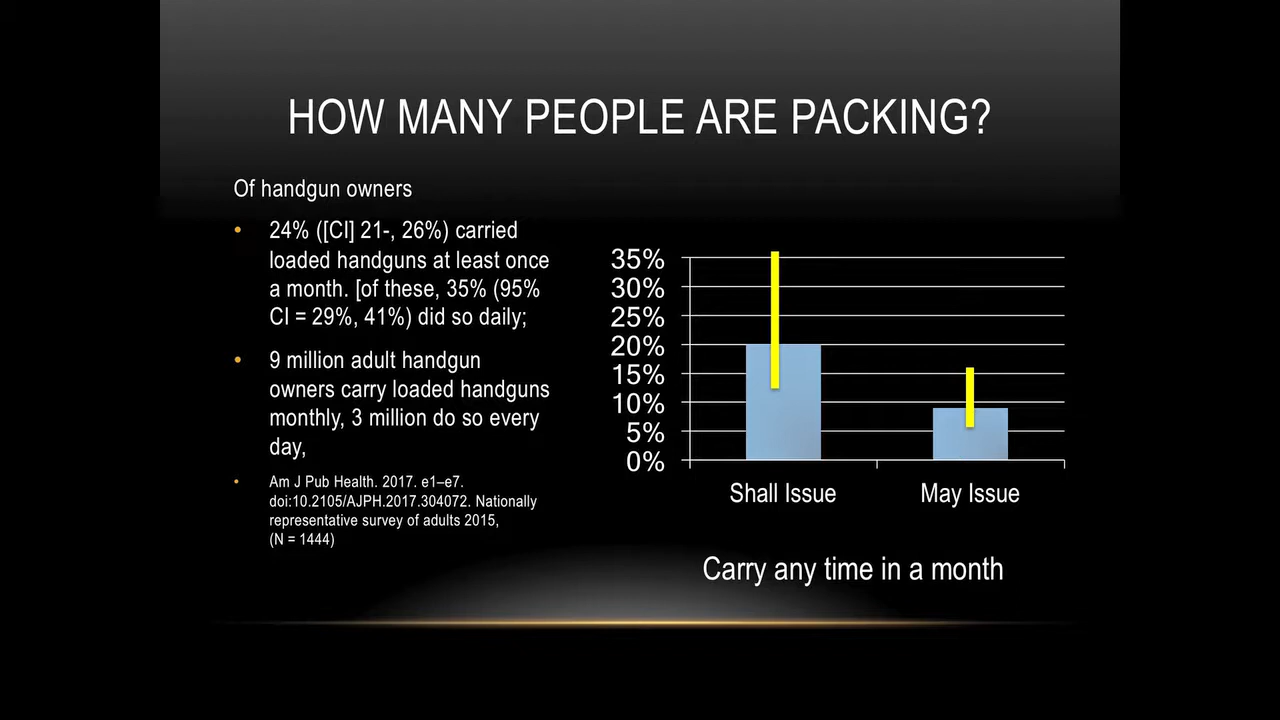 HOW MANY PEOPLE ARE PACKING?
Of handgun owners
• 24% ([CI] 21-, 26%) carried
loaded handguns at least once
a month. [of these, 35% (95%
CI = 29%, 41%) did so daily;
• 9 million adult handgun
owners carry loaded handguns
monthly, 3 million do so every
day,
• Am J Pub Health. 2017. e1–e7.
doi:10.2105/AJPH.2017.304072. Nationally
representative survey of adults 2015,
(N = 1444)
35%
30%
25%
20%
15%
10%
5%
0%
Shall Issue
May Issue
Carry any time in a month